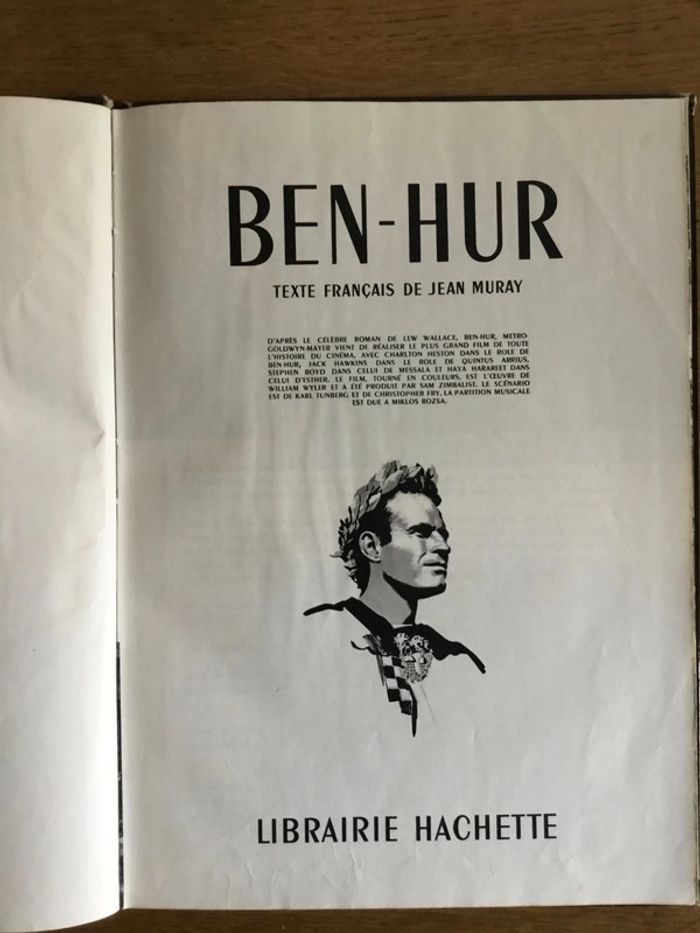 BEN-HUR
TEXTE FRANÇAIS DE JEAN MURAY
D'APRÈS LE CÉLÈBRE ROMAN DE LEW WALLACE, BEN-HUR, METRO-
GOLDWYN-MAYER VIENT DE RÉALISER LE PLUS GRAND FILM DE TOUTE
L'HISTOIRE DU CINÉMA, AVEC CHARLTON HESTON DANS LE ROLE DE
BEN-HUR, JACK HAWKINS DANS LE ROLE DE QUINTUS ARRIUS,
STEPHEN BOYD DANS CELUI DE MESSALA ET HAYA HARAREET DANS
CELUI D'ESTHER. LE FILM, TOURNÉ EN COULEURS, EST L'ŒUVRE DE
WILLIAM WYLER ET A ÉTÉ PRODUIT PAR SAM ZIMBALIST. LE SCÉNARIO
EST DE KARL TUNBERG ET DE CHRISTOPHER FRY. LA PARTITION MUSICALE
EST DUE A MIKLOS ROZSA.
LIBRAIRIE HACHETTE